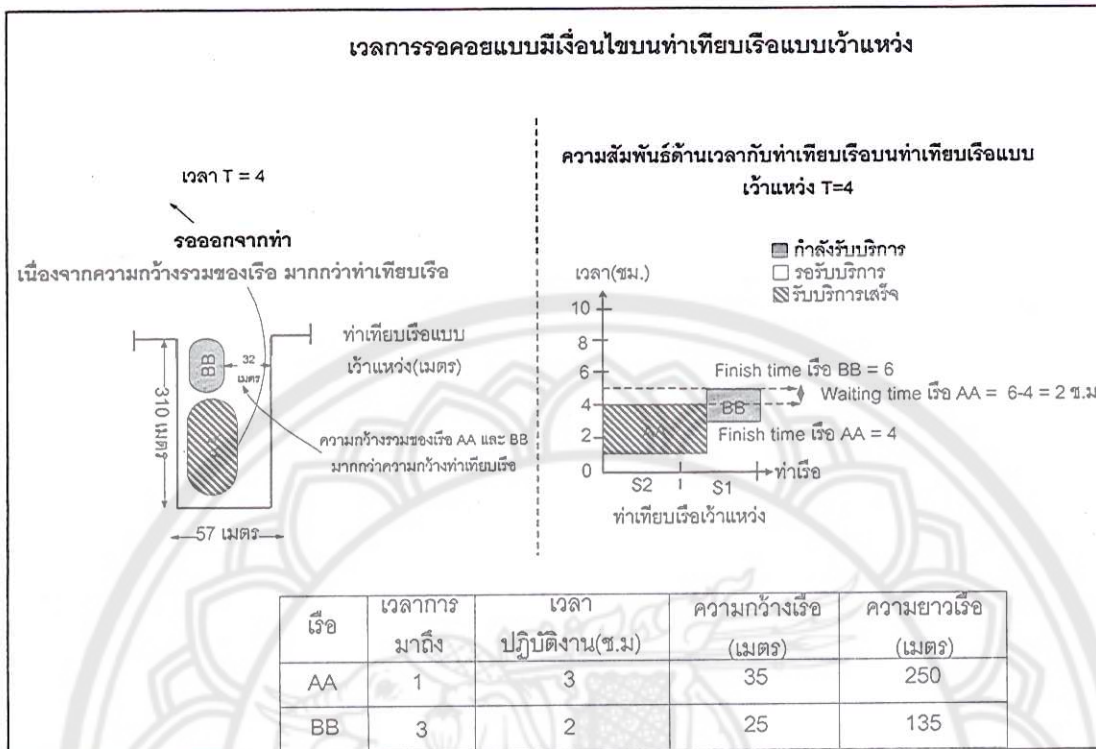 เวลการรอคอยแบบมีเงื่อนไขบนท่าเทียบเรือแบบเว้าแหว่ง
เวลา T = 4
รอออกจากท่า
เนื่องจากความกว้างรวมของเรือ มากกว่าท่าเทียบเรือ
BB
32
เมตร
ท่าเทียบเรือแบบ
เว้าแหว่ง(เมตร)
310 เมตร
ความกว้างรวมของเรือ AA และ BB
มากกว่าความกว้างท่าเทียบเรือ
57 เมตร
ความสัมพันธ์ด้านเวลากับท่าเทียบเรือบนท่าเทียบเรือแบบ
เว้าแหว่ง T=4
กำลังรับบริการ
รอรับบริการ
รับบริการเสร็จ
เวลา(ชม.)
10
8
6
4
2
0
Finish time เรือ BB = 6
Waiting time เรือ AA = 6-4 = 2 ช.ม
BB
AA
Finish time เรือ AA = 4
ท่าเรือ
S2 S1
ท่าเทียบเรือเว้าแหว่ง
เรือ เวลาการมาถึง เวลาปฏิบัติงาน(ช.ม) ความกว้างเรือ (เมตร) ความยาวเรือ (เมตร)
AA 1 3 35 250
BB 3 2 25 135